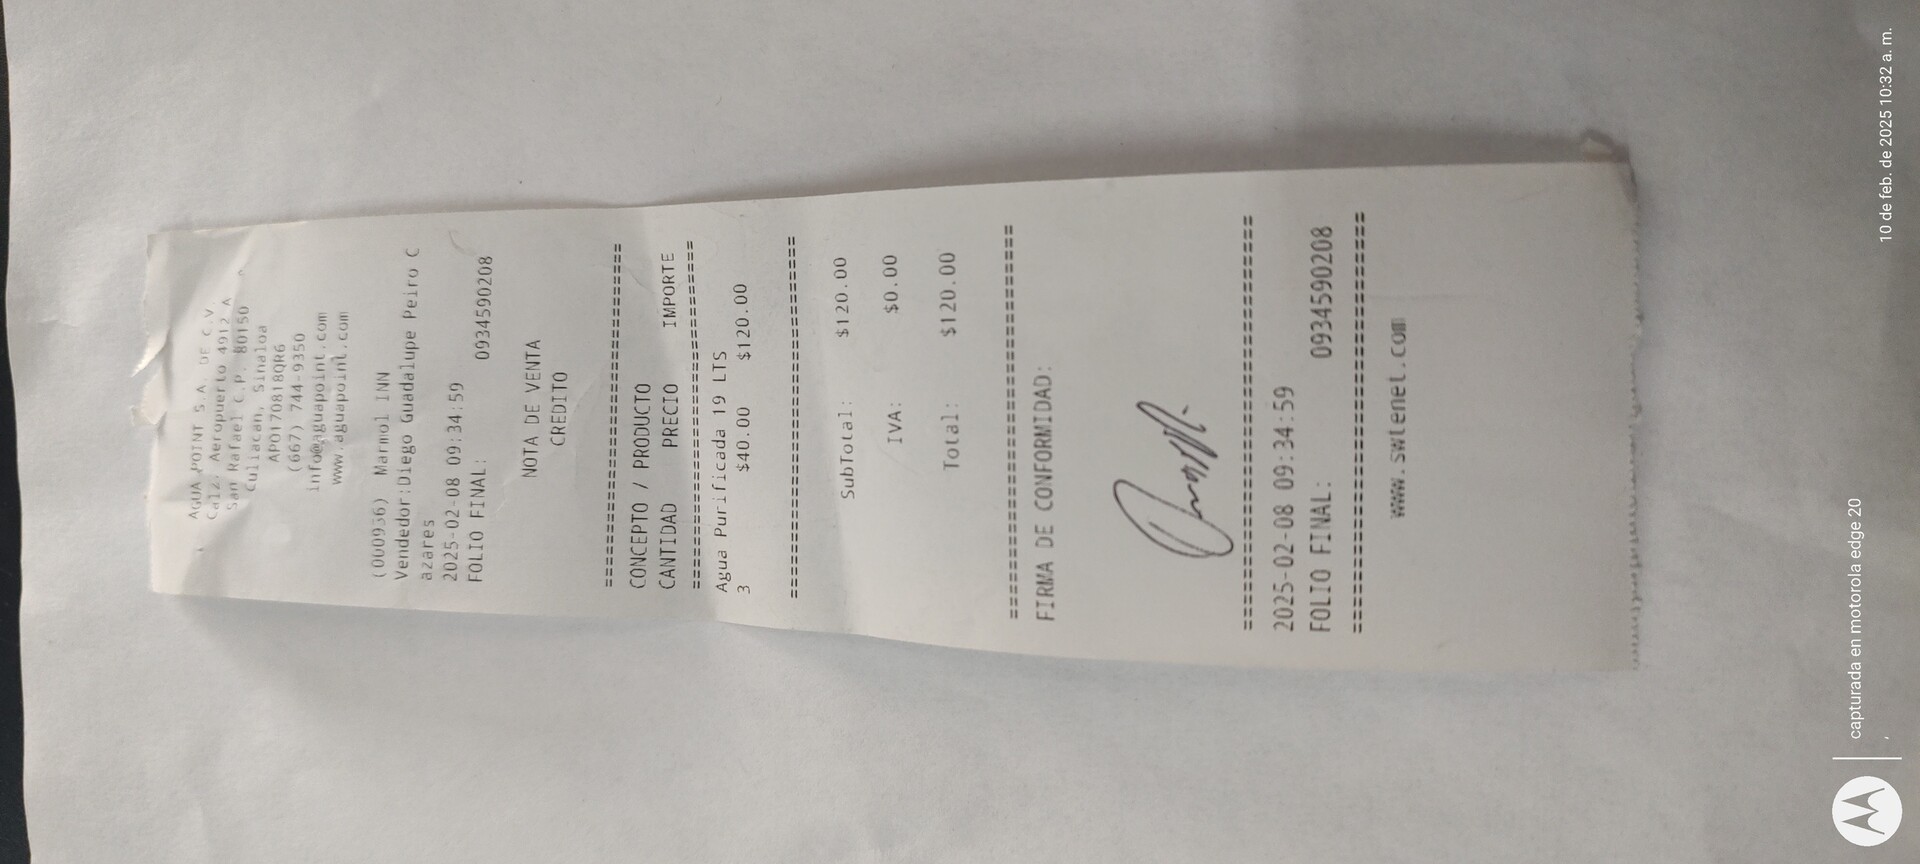 AGUA POINT S.A. DE C.V.
Calz. Aeropuerto 4912 A
San Rafael C.P. 80150
Culiacan, Sinaloa
APO170818QR6
(667) 744-9350
info@aguapoint.com
www.aguapoint.com
(000936) Marmol INN
Vendedor:Diego Guadalupe Peiro C
azares
2025-02-08 09:34:59
FOLIO FINAL: 0934590208
NOTA DE VENTA
CREDITO
================================
CONCEPTO / PRODUCTO
CANTIDAD PRECIO IMPORTE
================================
Agua Purificada 19 LTS
3 $40.00 $120.00
================================
SubTotal: $120.00
IVA: $0.00
Total: $120.00
================================
FIRMA DE CONFORMIDAD:
================================
2025-02-08 09:34:59
FOLIO FINAL: 0934590208
================================
www.swtenet.com
capturada en motorola edge 20
10 de feb. de 2025 10:32 a. m.